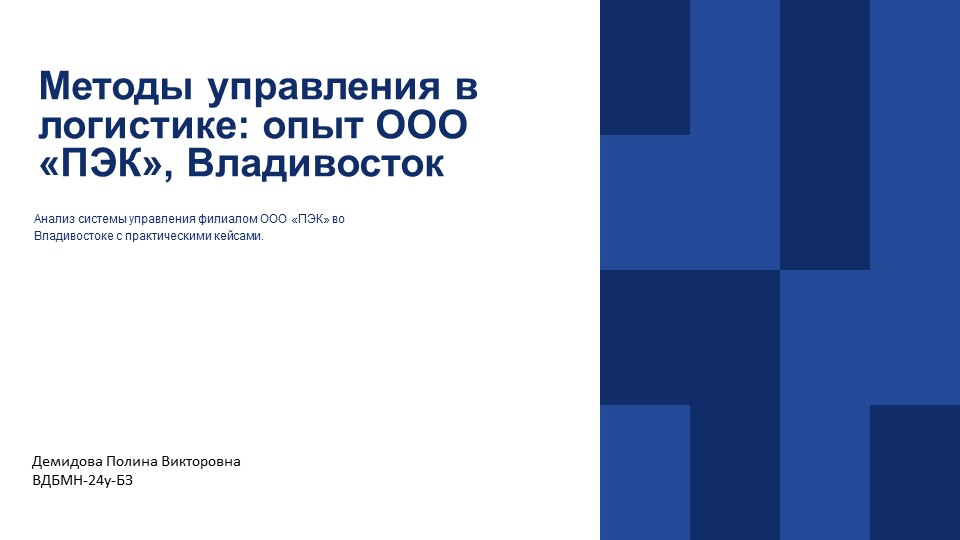 Методы управления в
логистике: опыт ООО
«ПЭК», Владивосток
Анализ системы управления филиалом ООО «ПЭК» во
Владивостоке с практическими кейсами.
Демидова Полина Викторовна
ВДБМН-24у-БЗ